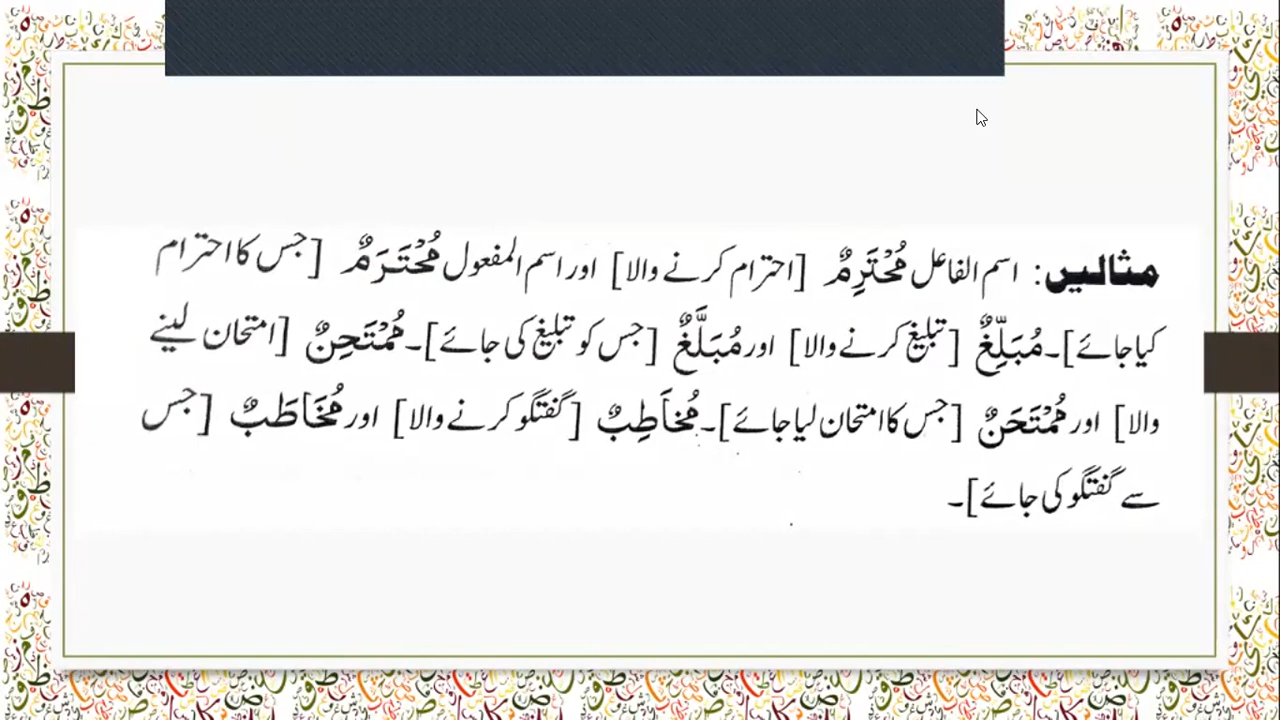 مثالیں: اسم الفاعل مُحْتَرِمٌ [احترام کرنے والا] اور اسم المفعول مُحْتَرَمٌ [جس کا احترام
کیا جائے]۔ مُبَلِّغٌ [تبلیغ کرنے والا] اور مُبَلَّغٌ [جس کو تبلیغ کی جائے]۔ مُمْتَحِنٌ [امتحان لینے
والا] اور مُمْتَحَنٌ [جس کا امتحان لیا جائے]۔ مُخَاطِبٌ [گفتگو کرنے والا] اور مُخَاطَبٌ [جس
سے گفتگو کی جائے]۔